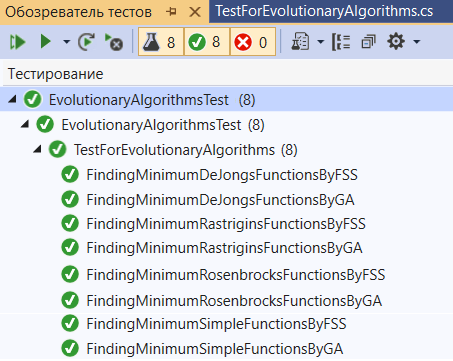 Обозреватель тестов
TestForEvolutionaryAlgorithms.cs
8 8 0
Тестирование
EvolutionaryAlgorithmsTest (8)
EvolutionaryAlgorithmsTest (8)
TestForEvolutionaryAlgorithms (8)
FindingMinimumDeJongsFunctionsByFSS
FindingMinimumDeJongsFunctionsByGA
FindingMinimumRastriginsFunctionsByFSS
FindingMinimumRastriginsFunctionsByGA
FindingMinimumRosenbrocksFunctionsByFSS
FindingMinimumRosenbrocksFunctionsByGA
FindingMinimumSimpleFunctionsByFSS
FindingMinimumSimpleFunctionsByGA